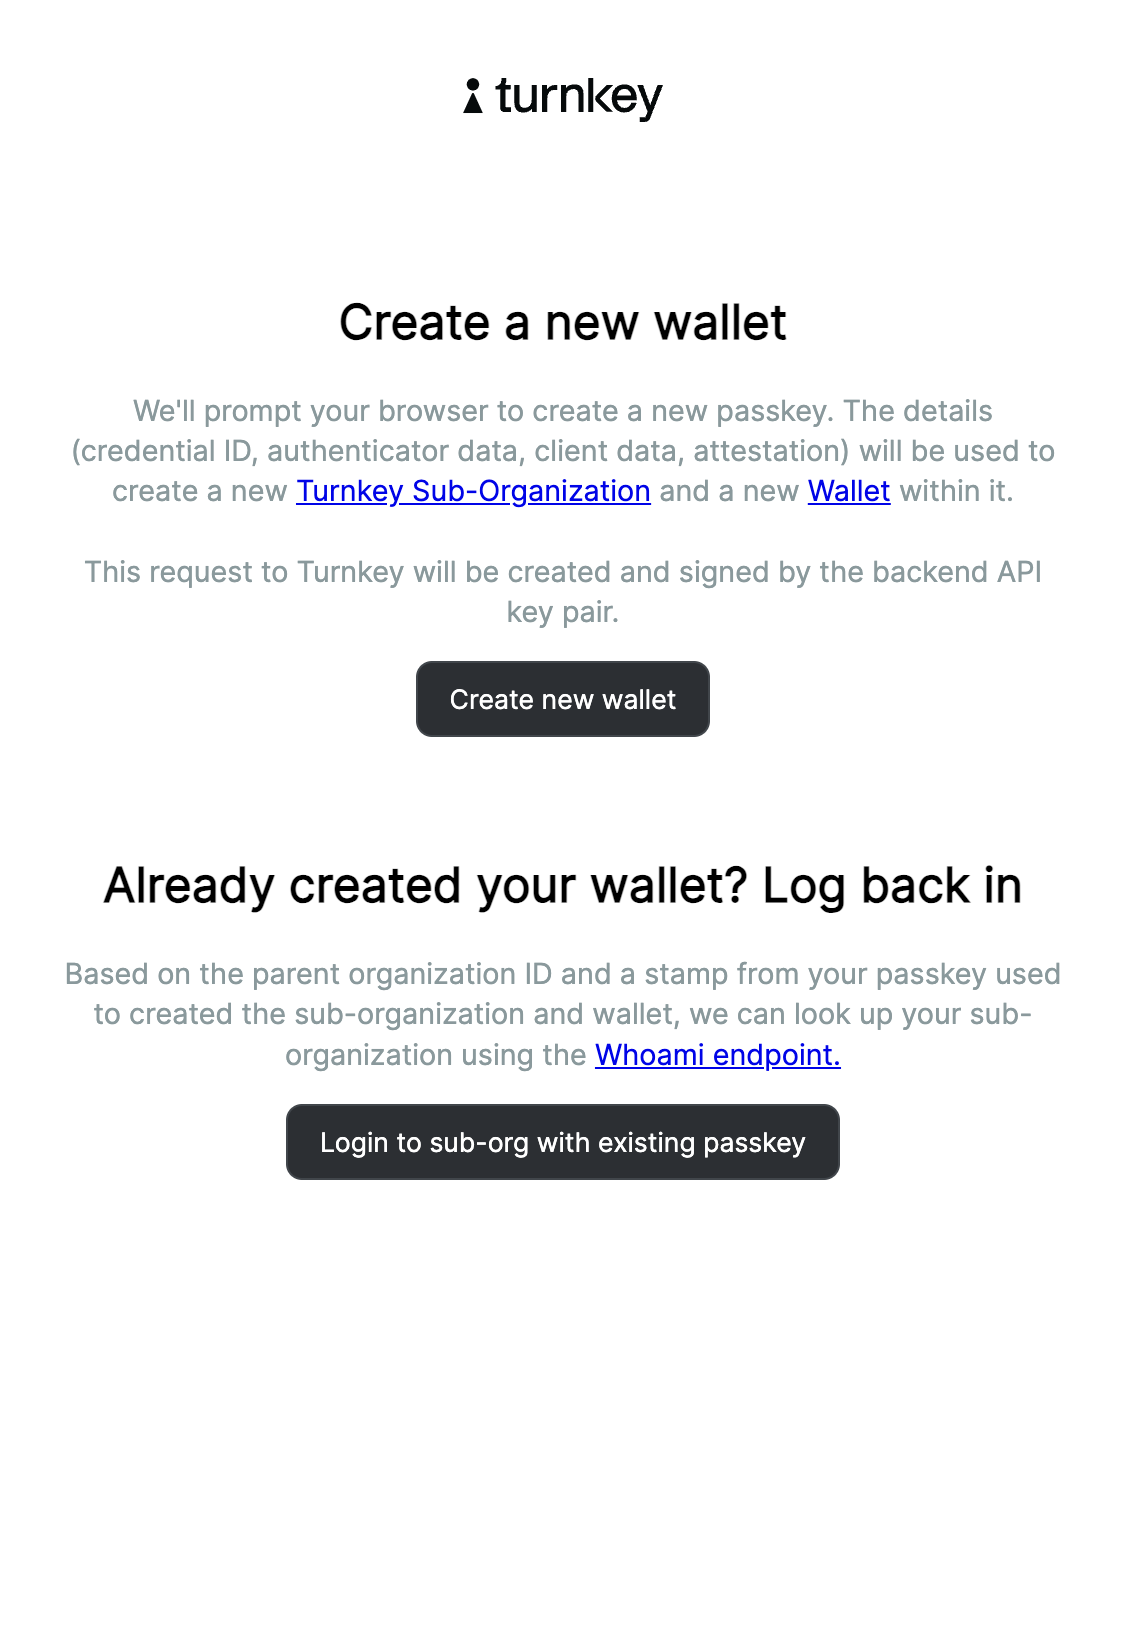 turnkey
Create a new wallet
We'll prompt your browser to create a new passkey. The details
(credential ID, authenticator data, client data, attestation) will be used to
create a new Turnkey Sub-Organization and a new Wallet within it.
This request to Turnkey will be created and signed by the backend API
key pair.
Create new wallet
Already created your wallet? Log back in
Based on the parent organization ID and a stamp from your passkey used
to created the sub-organization and wallet, we can look up your sub-
organization using the Whoami endpoint.
Login to sub-org with existing passkey